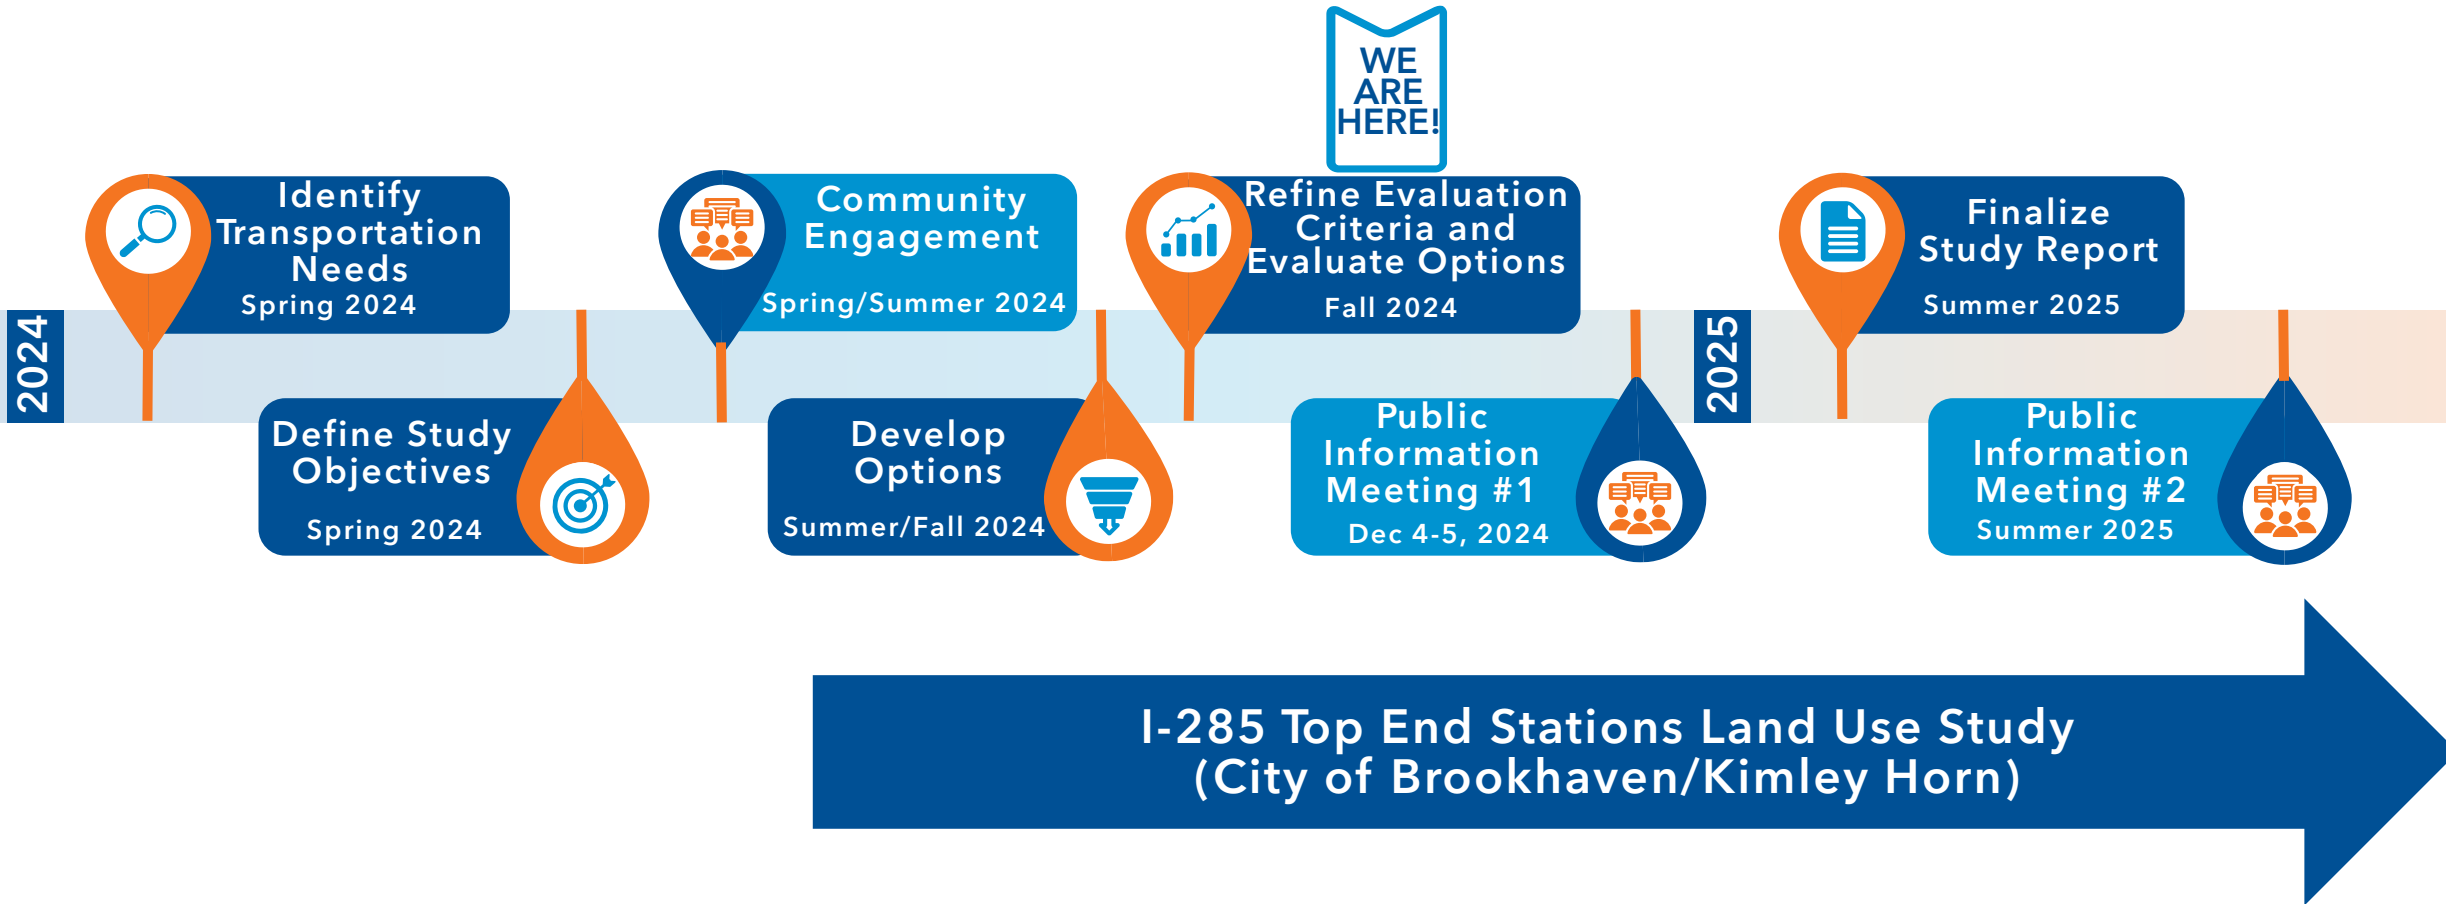 WE
ARE
HERE!
2024
Identify
Transportation
Needs
Spring 2024
Define Study
Objectives
Spring 2024
Community
Engagement
Spring/Summer 2024
Develop
Options
Summer/Fall 2024
Refine Evaluation
Criteria and
Evaluate Options
Fall 2024
Public
Information
Meeting #1
Dec 4-5, 2024
2025
Finalize
Study Report
Summer 2025
Public
Information
Meeting #2
Summer 2025
I-285 Top End Stations Land Use Study
(City of Brookhaven/Kimley Horn)